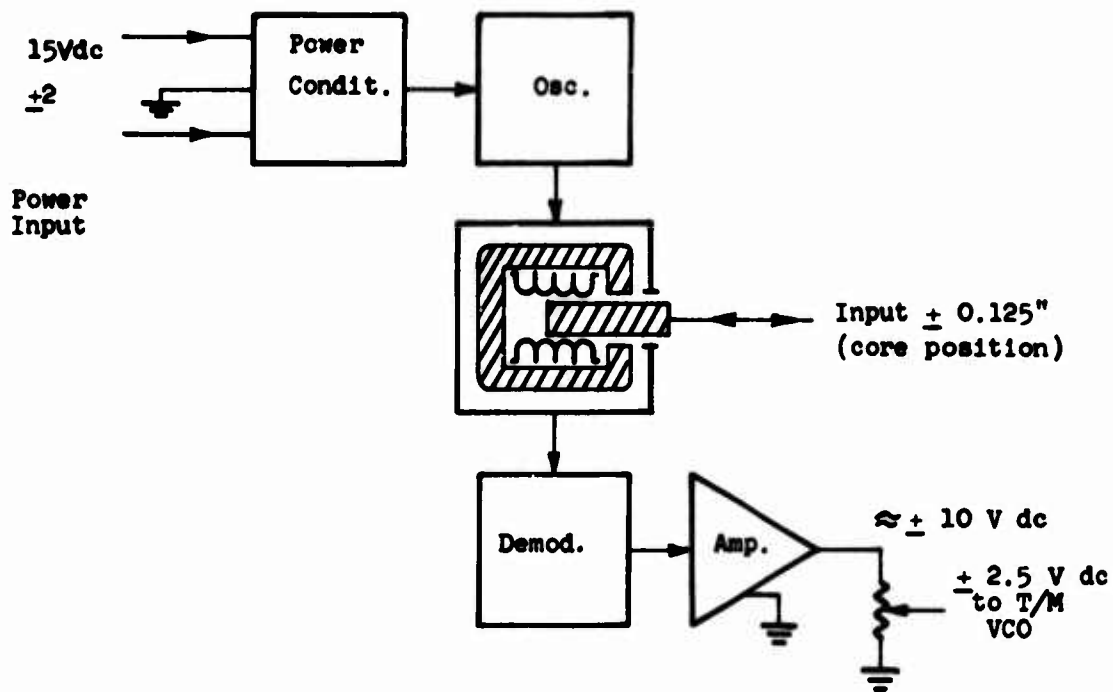 15Vdc
±2
Power
Input
Power
Condit.
Osc.
Input ± 0.125"
(core position)
Demod.
Amp.
≈ ± 10 V dc
± 2.5 V dc
to T/M
VCO